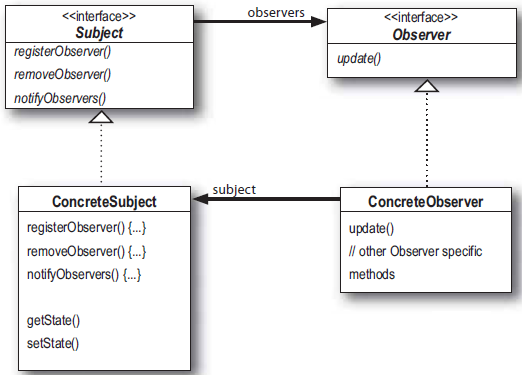 <<interface>>
Subject
registerObserver()
removeObserver()
notifyObservers()
observers
<<interface>>
Observer
update()
ConcreteSubject
registerObserver() {...}
removeObserver() {...}
notifyObservers() {...}
getState()
setState()
subject
ConcreteObserver
update()
// other Observer specific
methods